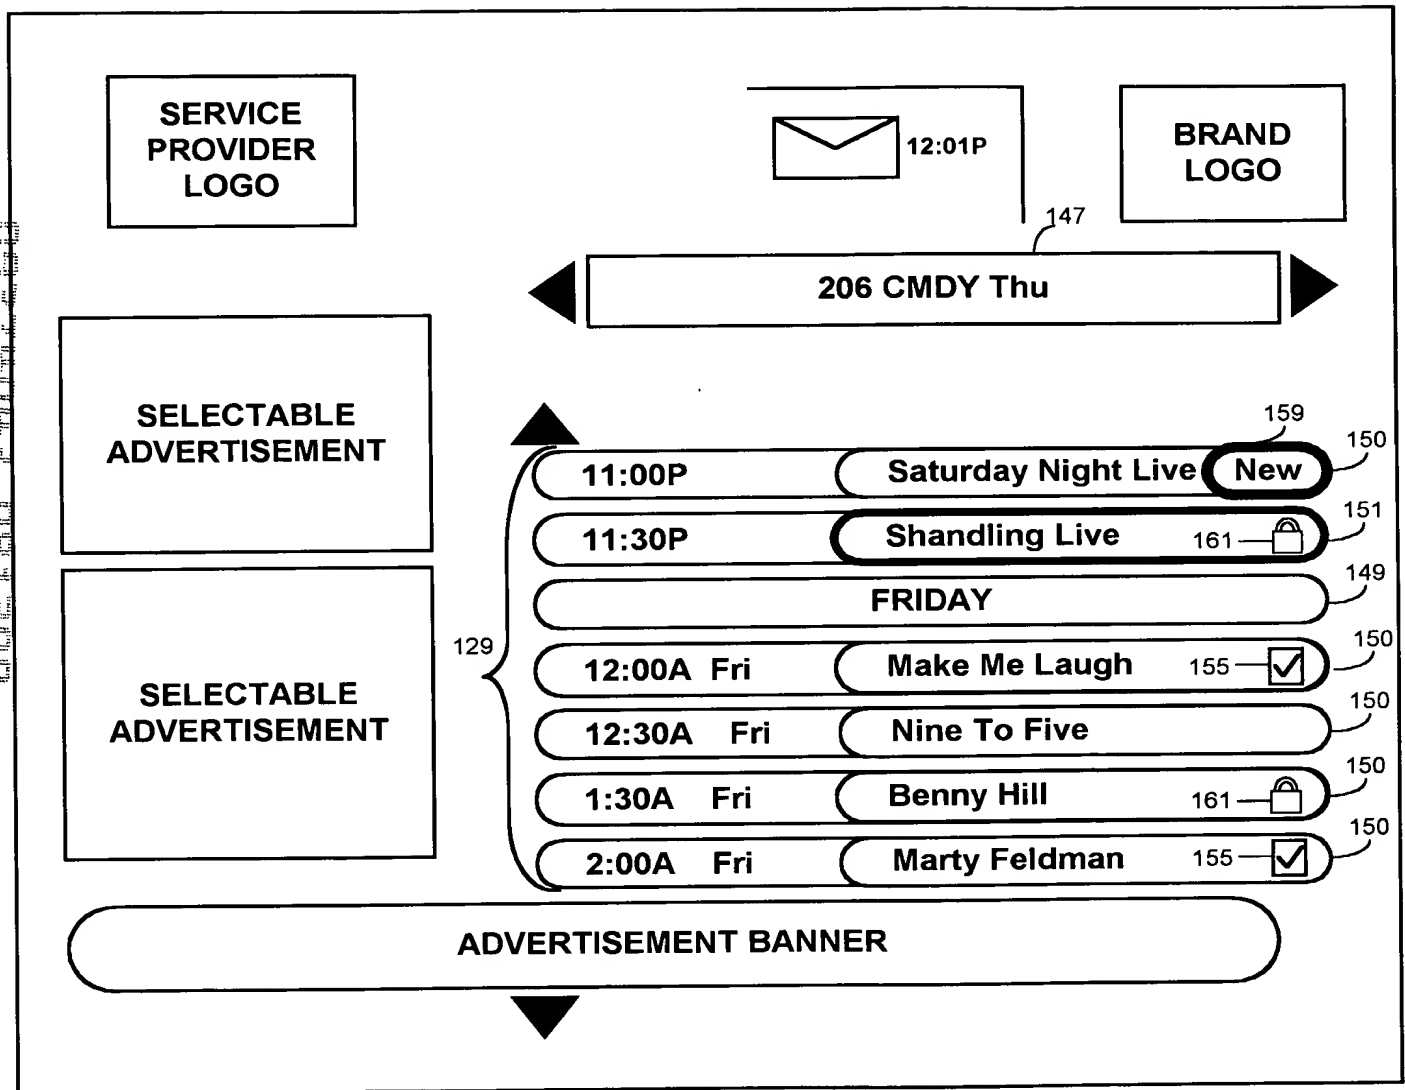 SERVICE
PROVIDER
LOGO
12:01P
BRAND
LOGO
147
206 CMDY Thu
SELECTABLE
ADVERTISEMENT
159
150
11:00P Saturday Night Live New
151
11:30P Shandling Live 161
149
FRIDAY
129
150
12:00A Fri Make Me Laugh 155
150
12:30A Fri Nine To Five
150
1:30A Fri Benny Hill 161
150
2:00A Fri Marty Feldman 155
SELECTABLE
ADVERTISEMENT
ADVERTISEMENT BANNER